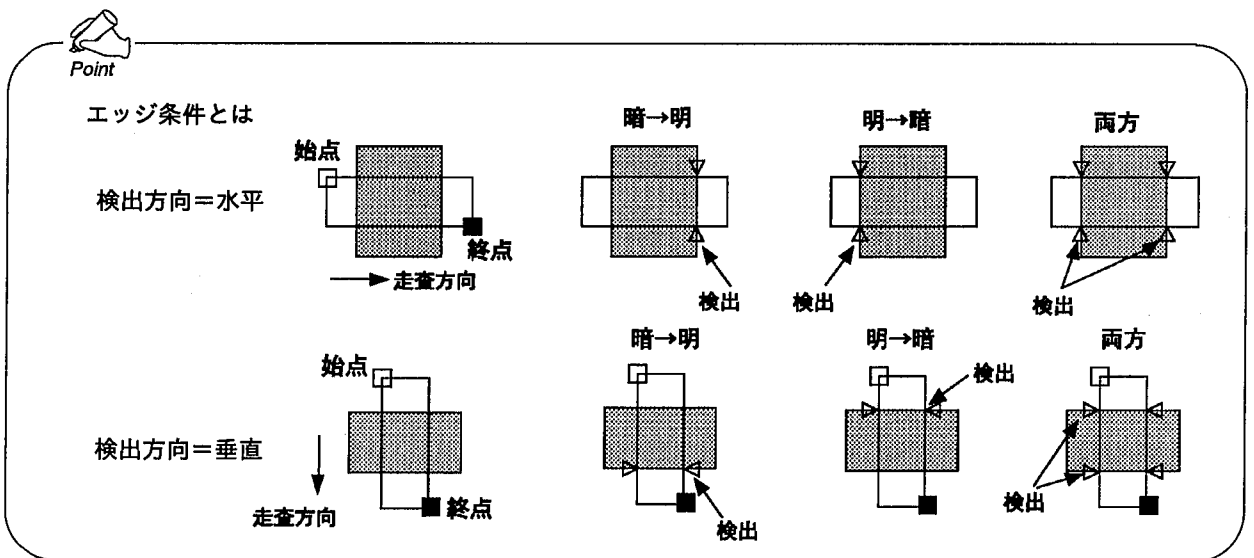 Point
エッジ条件とは
暗→明
明→暗
両方
始点
検出方向＝水平
終点
走査方向
検出
検出
検出
暗→明
明→暗
両方
始点
検出
検出方向＝垂直
走査方向
終点
検出
検出